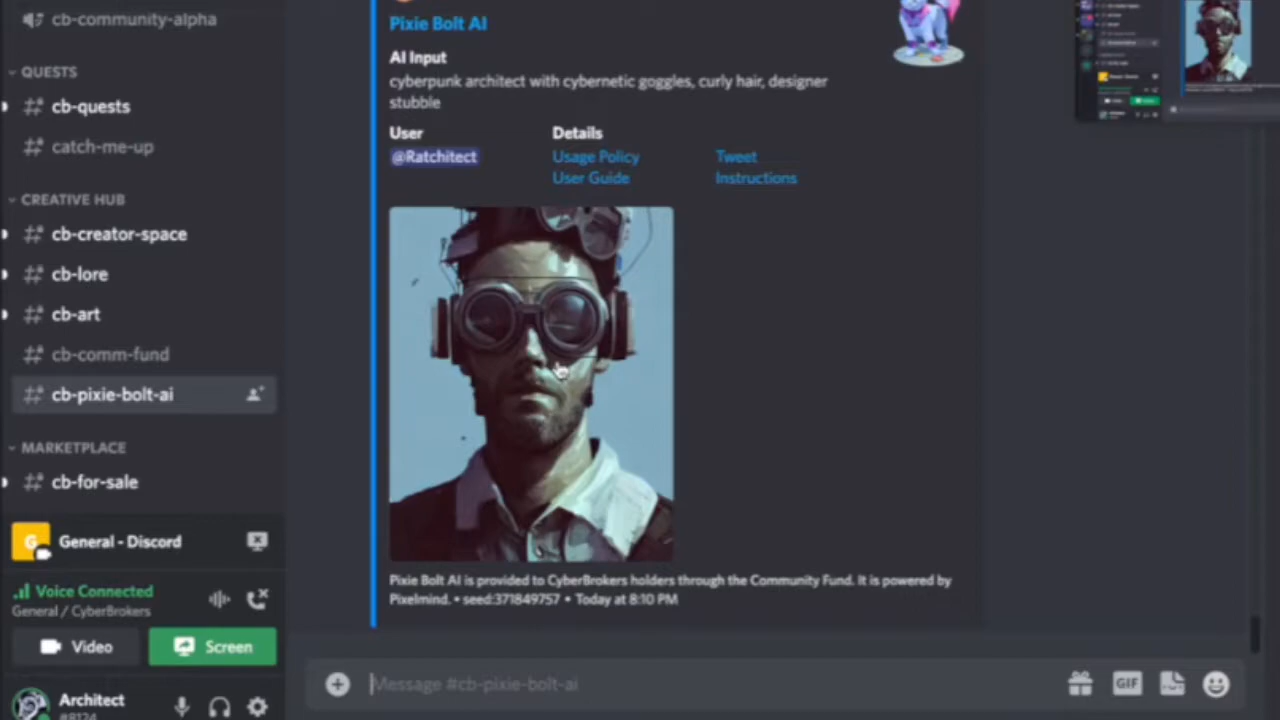 cb-community-alpha
QUESTS
cb-quests
catch-me-up
CREATIVE HUB
cb-creator-space
cb-lore
cb-art
cb-comm-fund
cb-pixie-bolt-ai
MARKETPLACE
cb-for-sale
G General - Discord
Voice Connected
General / CyberBrokers
Video Screen
Architect
#8124
Pixie Bolt AI
AI Input
cyberpunk architect with cybernetic goggles, curly hair, designer
stubble
User Details
@Ratchitect Usage Policy Tweet
User Guide Instructions
Pixie Bolt AI is provided to CyberBrokers holders through the Community Fund. It is powered by
Pixelmind. • seed:371849757 • Today at 8:10 PM
Message #cb-pixie-bolt-ai
GIF